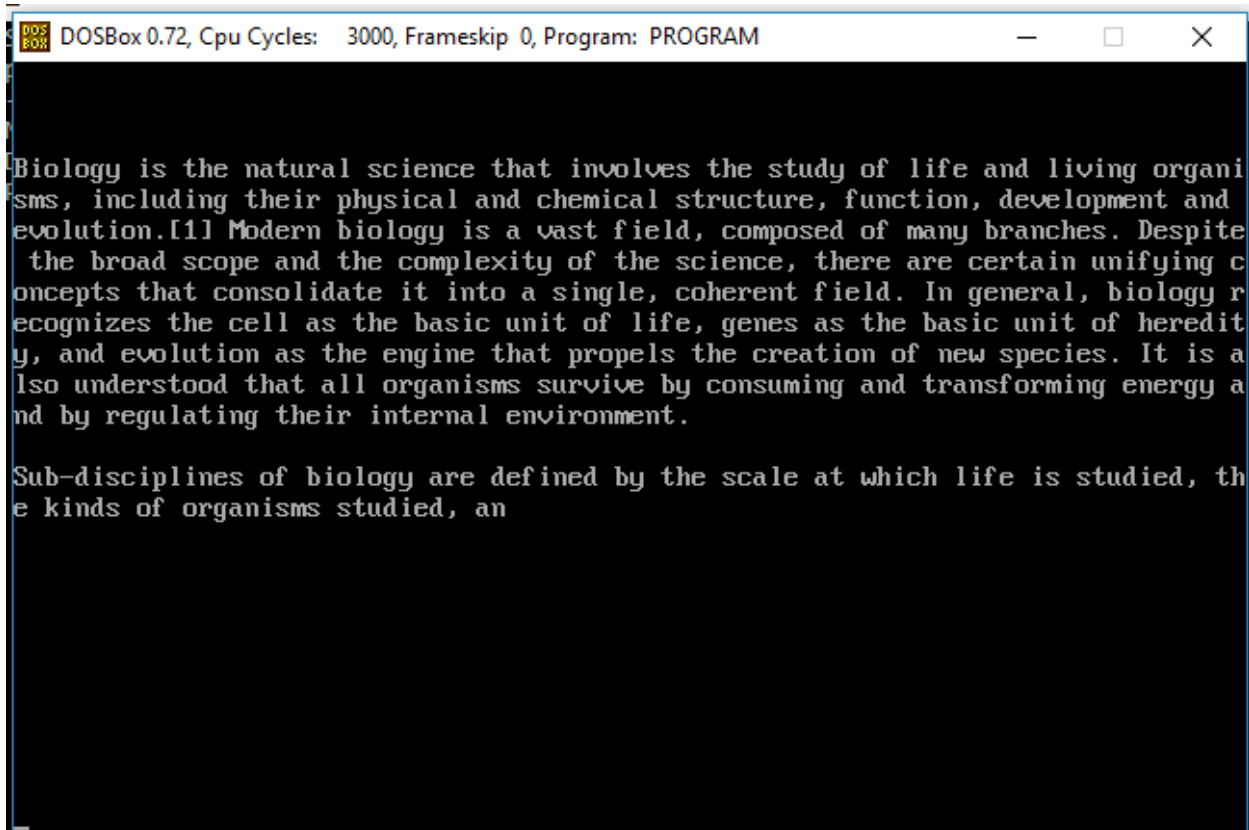 DOSBox 0.72, Cpu Cycles: 3000, Frameskip 0, Program: PROGRAM
Biology is the natural science that involves the study of life and living organi
sms, including their physical and chemical structure, function, development and
evolution.[1] Modern biology is a vast field, composed of many branches. Despite
 the broad scope and the complexity of the science, there are certain unifying c
oncepts that consolidate it into a single, coherent field. In general, biology r
ecognizes the cell as the basic unit of life, genes as the basic unit of heredit
y, and evolution as the engine that propels the creation of new species. It is a
lso understood that all organisms survive by consuming and transforming energy a
nd by regulating their internal environment.
Sub-disciplines of biology are defined by the scale at which life is studied, th
e kinds of organisms studied, an